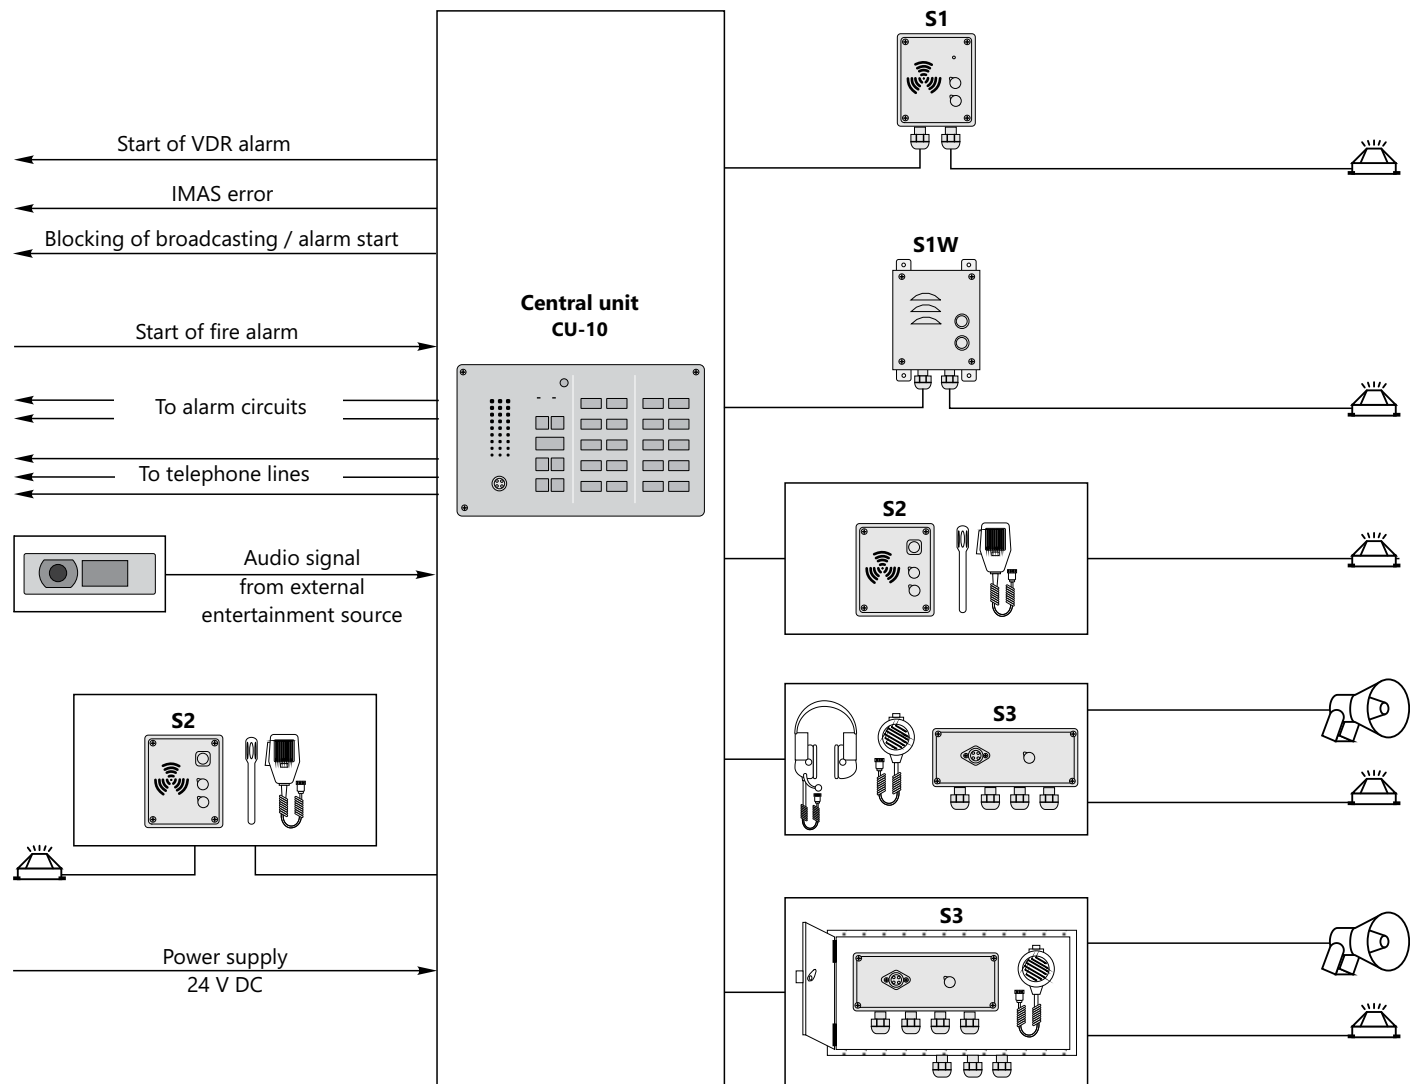 S1
Start of VDR alarm
IMAS error
Blocking of broadcasting / alarm start
S1W
Central unit
CU-10
Start of fire alarm
To alarm circuits
To telephone lines
S2
Audio signal
from external
entertainment source
S2
S3
S3
Power supply
24 V DC